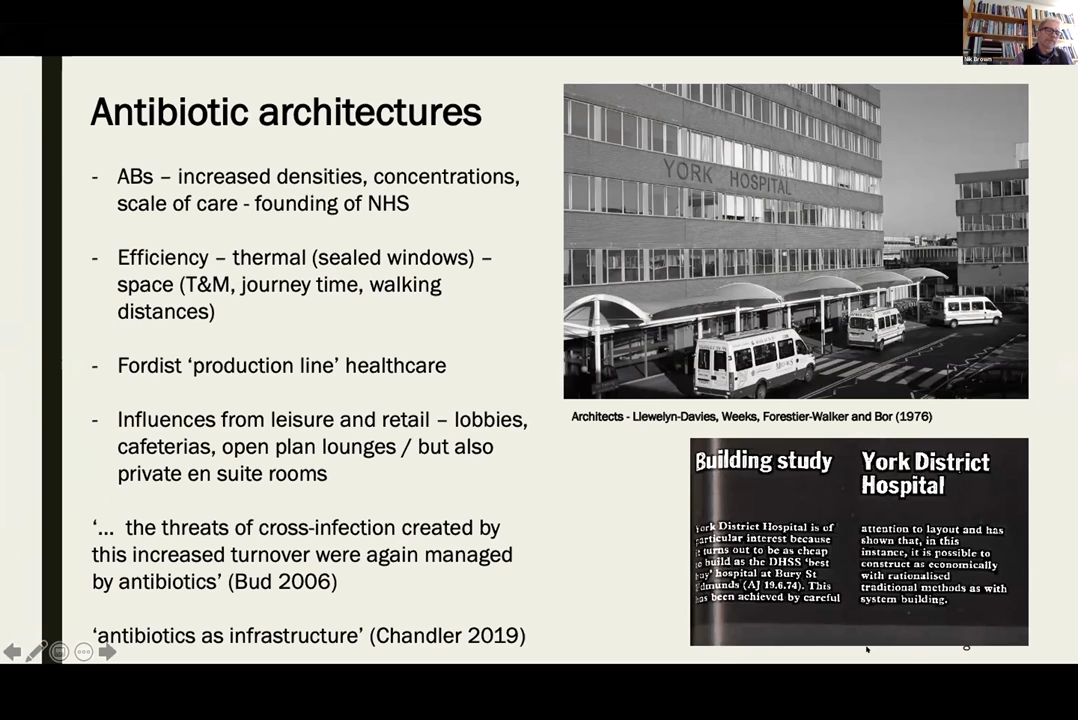 Nik Brown
Antibiotic architectures
- ABs – increased densities, concentrations,
scale of care - founding of NHS
- Efficiency – thermal (sealed windows) –
space (T&M, journey time, walking
distances)
- Fordist ‘production line’ healthcare
- Influences from leisure and retail – lobbies,
cafeterias, open plan lounges / but also
private en suite rooms
‘... the threats of cross-infection created by
this increased turnover were again managed
by antibiotics’ (Bud 2006)
‘antibiotics as infrastructure’ (Chandler 2019)
YORK HOSPITAL
Architects - Llewelyn-Davies, Weeks, Forestier-Walker and Bor (1976)
Building study
York District Hospital is of
particular interest because
it turns out to be as cheap
to build as the DHSS ‘best
buy’ hospital at Bury St
Edmunds (AJ 19.6.74). This
has been achieved by careful
York District
Hospital
attention to layout and has
shown that, in this
instance, it is possible to
construct as economically
with rationalised
traditional methods as with
system building.